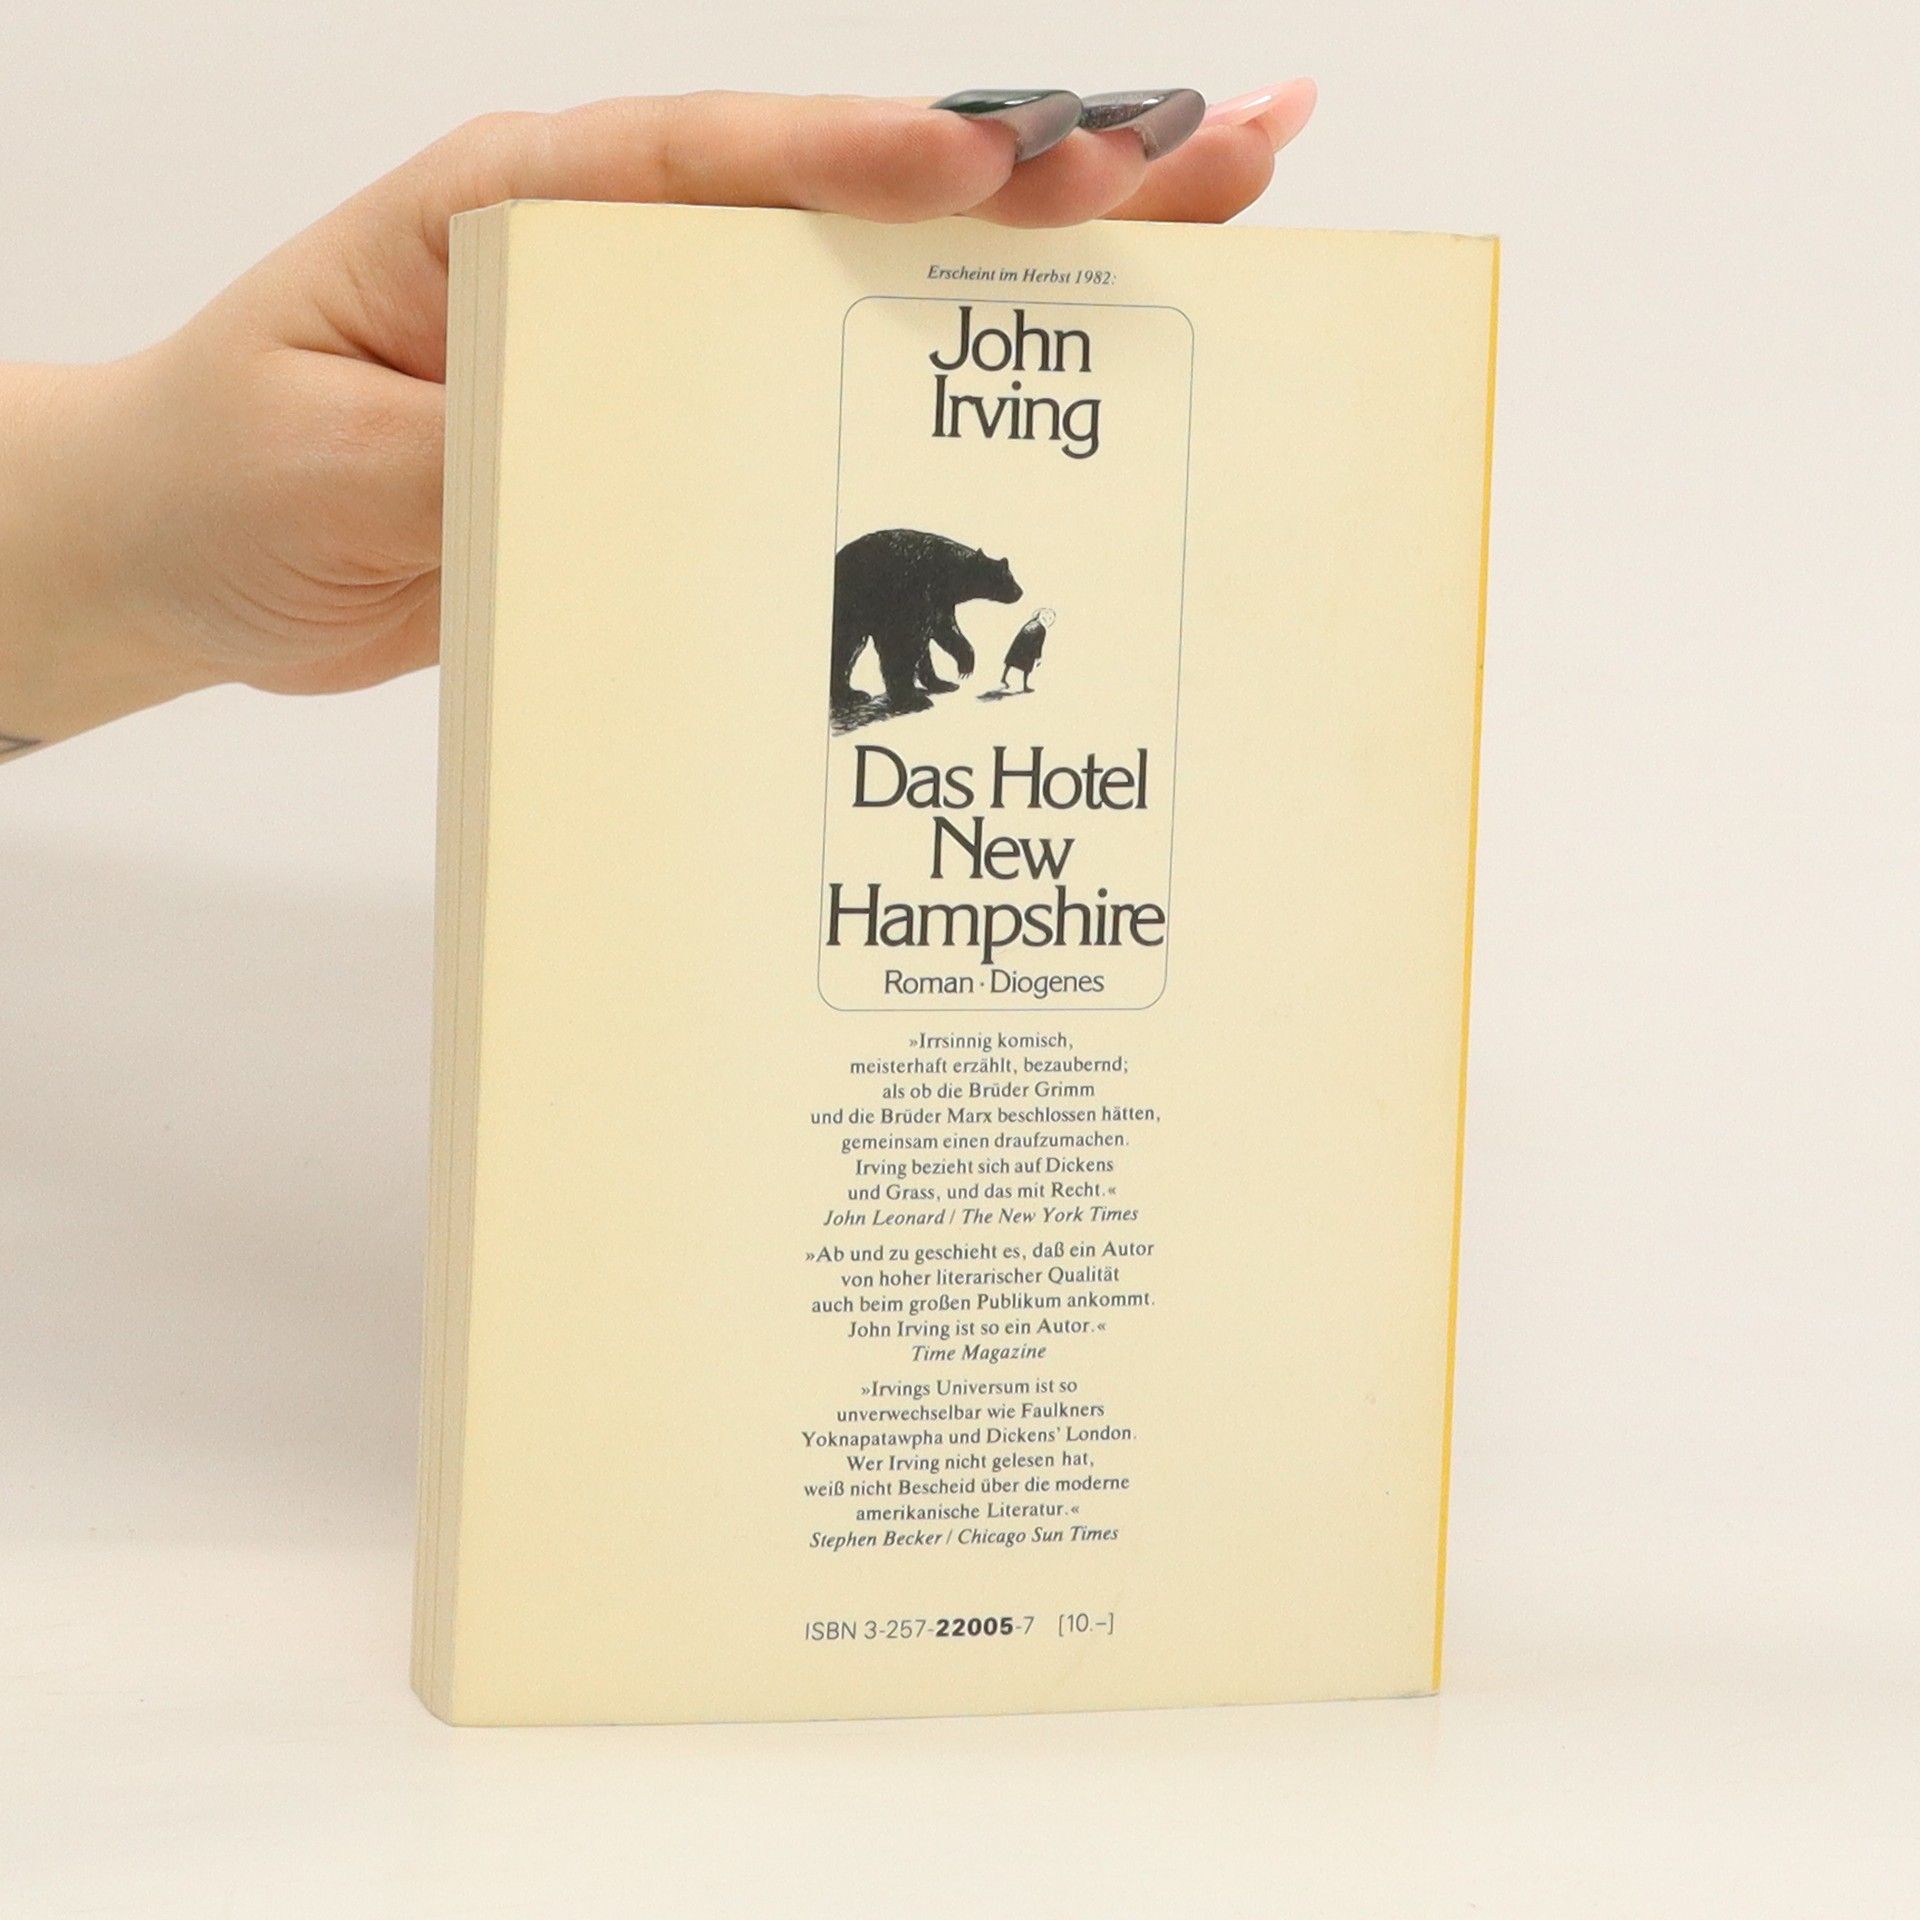 Erscheint im Herbst 1982:
John
Irving
Das Hotel
New
Hampshire
Roman · Diogenes
»Irrsinnig komisch,
meisterhaft erzählt, bezaubernd;
als ob die Brüder Grimm
und die Brüder Marx beschlossen hätten,
gemeinsam einen draufzumachen.
Irving bezieht sich auf Dickens
und Grass, und das mit Recht.«
John Leonard / The New York Times
»Ab und zu geschieht es, daß ein Autor
von hoher literarischer Qualität
auch beim großen Publikum ankommt.
John Irving ist so ein Autor.«
Time Magazine
»Irvings Universum ist so
unverwechselbar wie Faulkners
Yoknapatawpha und Dickens' London.
Wer Irving nicht gelesen hat,
weiß nicht Bescheid über die moderne
amerikanische Literatur.«
Stephen Becker / Chicago Sun Times
ISBN 3-257-22005-7 [10.–]